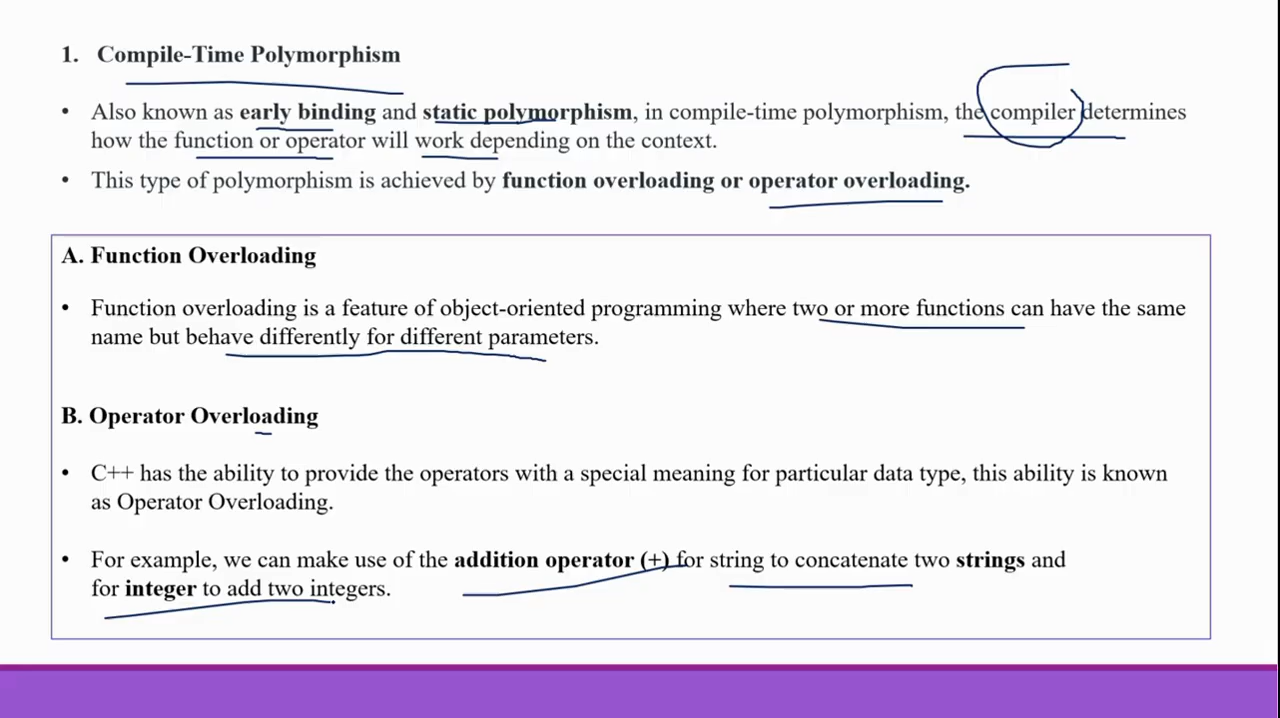 1. Compile-Time Polymorphism
• Also known as early binding and static polymorphism, in compile-time polymorphism, the compiler determines
how the function or operator will work depending on the context.
• This type of polymorphism is achieved by function overloading or operator overloading.
A. Function Overloading
• Function overloading is a feature of object-oriented programming where two or more functions can have the same
name but behave differently for different parameters.
B. Operator Overloading
• C++ has the ability to provide the operators with a special meaning for particular data type, this ability is known
as Operator Overloading.
• For example, we can make use of the addition operator (+) for string to concatenate two strings and
for integer to add two integers.